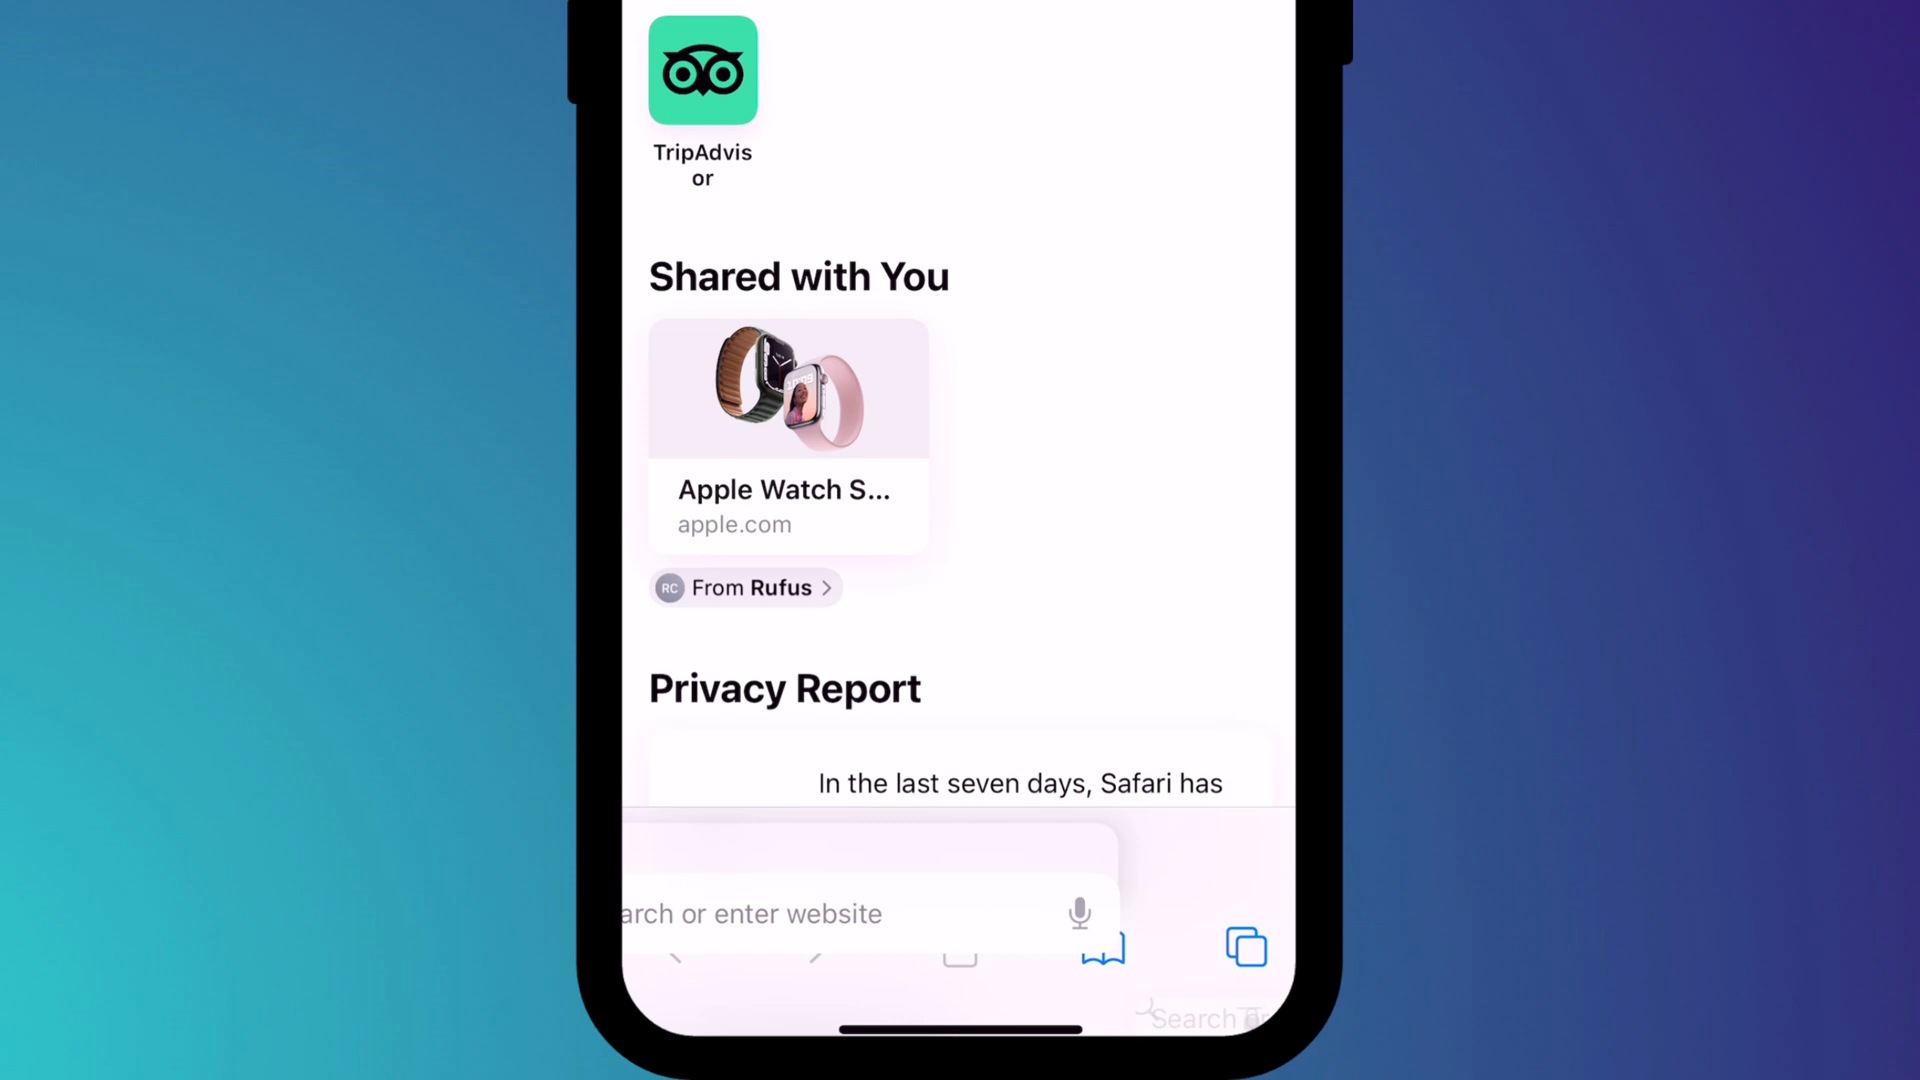 TripAdvis
or
Shared with You
Apple Watch S...
apple.com
RC From Rufus
Privacy Report
In the last seven days, Safari has
arch or enter website
Search